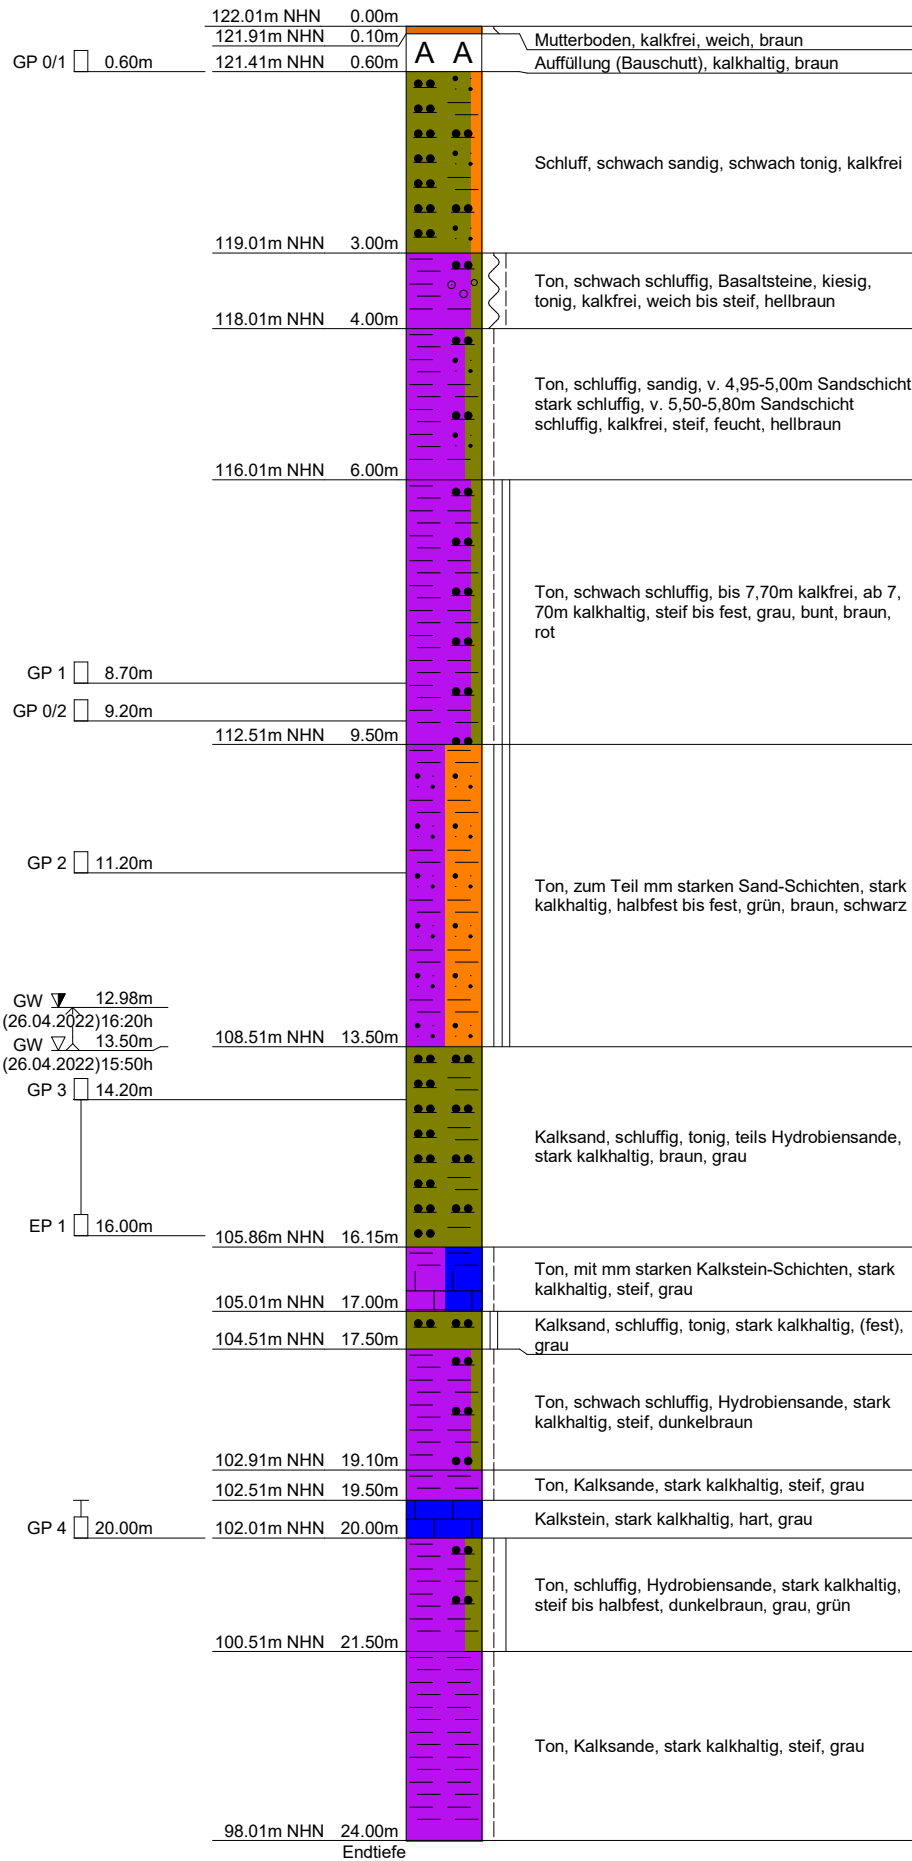 122.01m NHN 0.00m
121.91m NHN 0.10m
Mutterboden, kalkfrei, weich, braun
A A
GP 0/1 0.60m
121.41m NHN 0.60m
Auffüllung (Bauschutt), kalkhaltig, braun
Schluff, schwach sandig, schwach tonig, kalkfrei
119.01m NHN 3.00m
Ton, schwach schluffig, Basaltsteine, kiesig,
tonig, kalkfrei, weich bis steif, hellbraun
118.01m NHN 4.00m
Ton, schluffig, sandig, v. 4,95-5,00m Sandschicht
stark schluffig, v. 5,50-5,80m Sandschicht
schluffig, kalkfrei, steif, feucht, hellbraun
116.01m NHN 6.00m
Ton, schwach schluffig, bis 7,70m kalkfrei, ab 7,
70m kalkhaltig, steif bis fest, grau, bunt, braun,
rot
GP 1 8.70m
GP 0/2 9.20m
112.51m NHN 9.50m
GP 2 11.20m
Ton, zum Teil mm starken Sand-Schichten, stark
kalkhaltig, halbfest bis fest, grün, braun, schwarz
GW 12.98m
(26.04.2022)16:20h
GW 13.50m
(26.04.2022)15:50h
108.51m NHN 13.50m
GP 3 14.20m
Kalksand, schluffig, tonig, teils Hydrobiensande,
stark kalkhaltig, braun, grau
EP 1 16.00m
105.86m NHN 16.15m
Ton, mit mm starken Kalkstein-Schichten, stark
kalkhaltig, steif, grau
105.01m NHN 17.00m
Kalksand, schluffig, tonig, stark kalkhaltig, (fest),
grau
104.51m NHN 17.50m
Ton, schwach schluffig, Hydrobiensande, stark
kalkhaltig, steif, dunkelbraun
102.91m NHN 19.10m
Ton, Kalksande, stark kalkhaltig, steif, grau
102.51m NHN 19.50m
Kalkstein, stark kalkhaltig, hart, grau
GP 4 20.00m
102.01m NHN 20.00m
Ton, schluffig, Hydrobiensande, stark kalkhaltig,
steif bis halbfest, dunkelbraun, grau, grün
100.51m NHN 21.50m
Ton, Kalksande, stark kalkhaltig, steif, grau
98.01m NHN 24.00m
Endtiefe